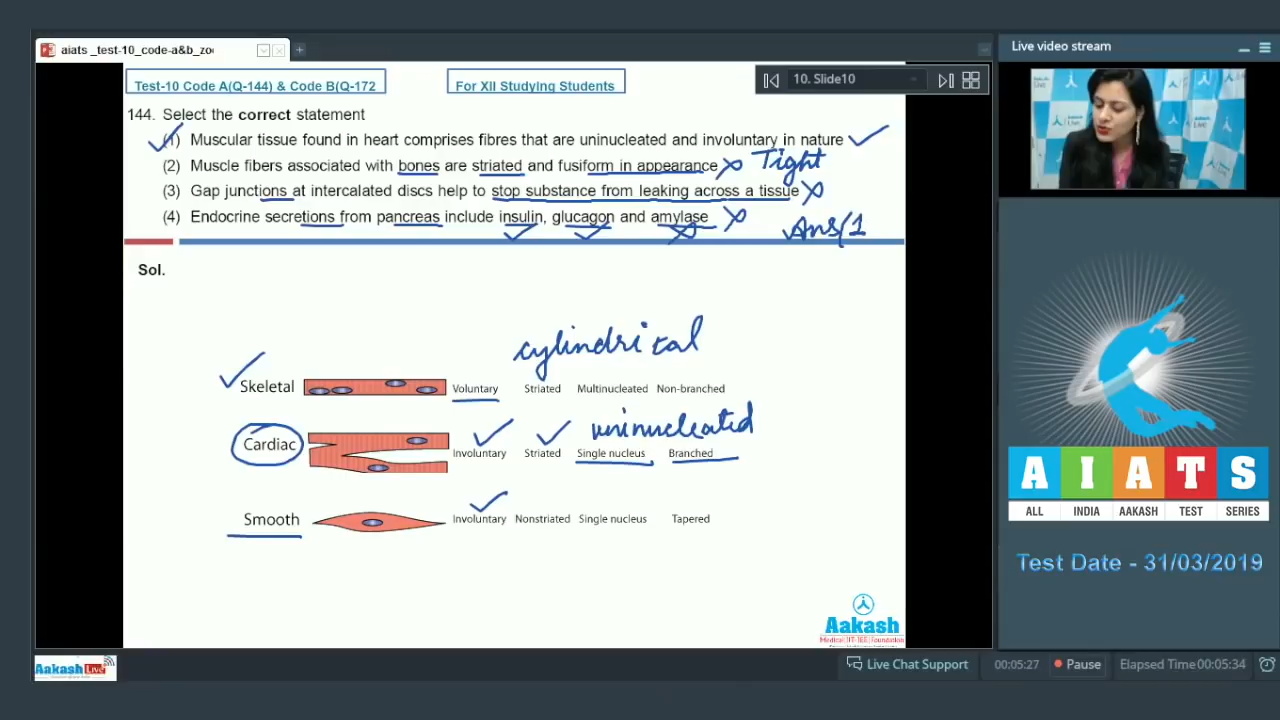 aiats _test-10_code-a&b_zo
Live video stream
Test-10 Code A(Q-144) & Code B(Q-172
For XII Studying Students
10. Slide10
144. Select the correct statement
(1) Muscular tissue found in heart comprises fibres that are uninucleated and involuntary in nature
(2) Muscle fibers associated with bones are striated and fusiform in appearance
Tight
(3) Gap junctions at intercalated discs help to stop substance from leaking across a tissue
(4) Endocrine secretions from pancreas include insulin, glucagon and amylase
Ans(1
Sol.
cylindrical
Skeletal Voluntary Striated Multinucleated Non-branched
uninucleated
Cardiac Involuntary Striated Single nucleus Branched
Smooth Involuntary Nonstriated Single nucleus Tapered
Aakash
Medical|IIT-JEE|Foundation
Aakash Live
AIATS
ALL INDIA AAKASH TEST SERIES
Test Date - 31/03/2019
Live Chat Support
00:05:27
Pause
Elapsed Time 00:05:34